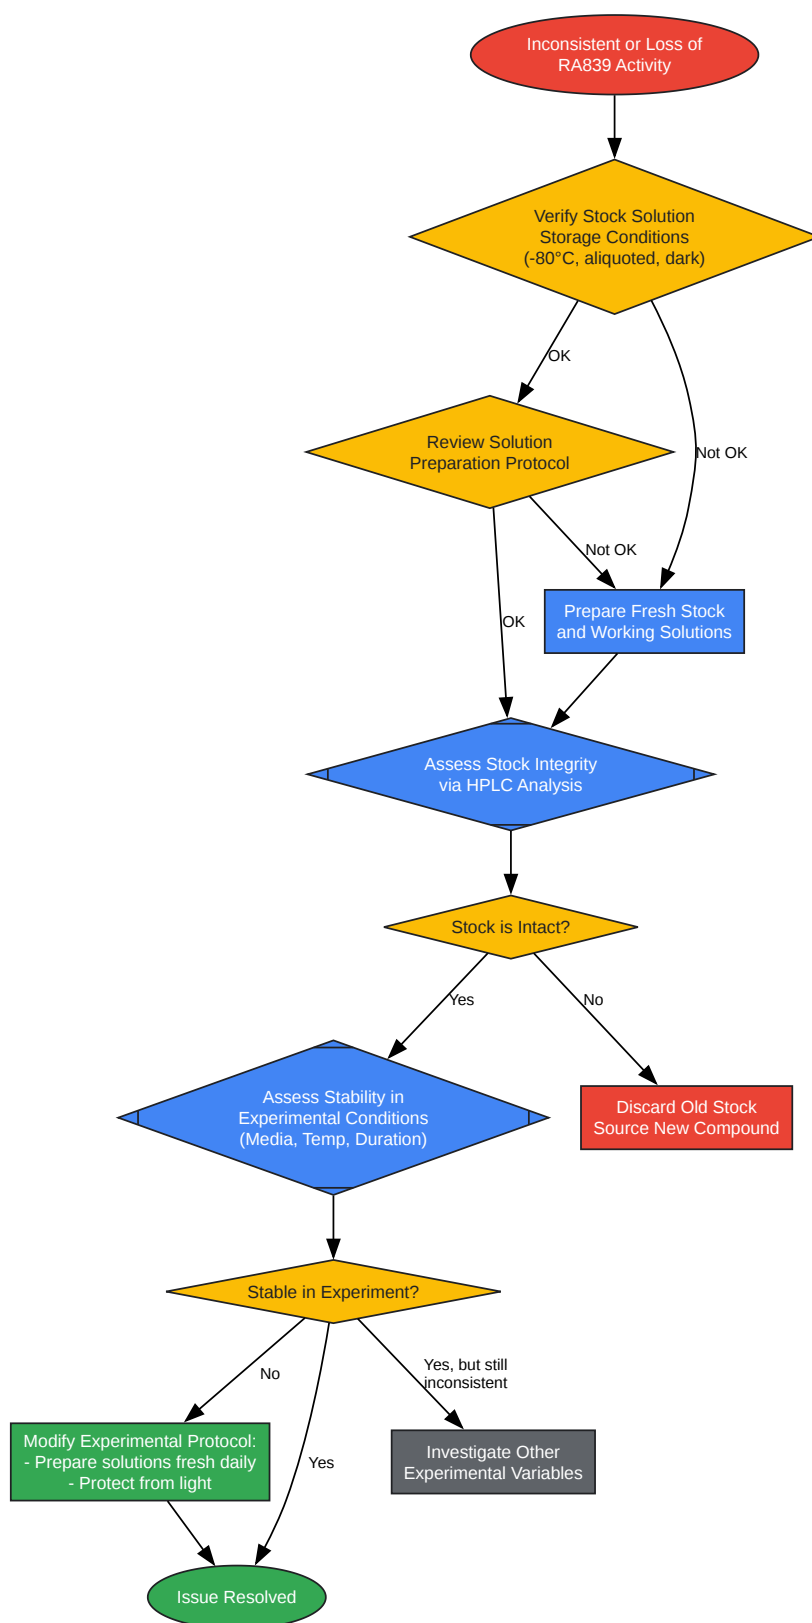 Inconsistent or Loss of
RA839 Activity
Verify Stock Solution
Storage Conditions
(-80°C, aliquoted, dark)
OK
Not OK
Review Solution
Preparation Protocol
Not OK
OK
Prepare Fresh Stock
and Working Solutions
Assess Stock Integrity
via HPLC Analysis
Stock is Intact?
Yes
No
Assess Stability in
Experimental Conditions
(Media, Temp, Duration)
Discard Old Stock
Source New Compound
Stable in Experiment?
No
Yes
Yes, but still
inconsistent
Modify Experimental Protocol:
- Prepare solutions fresh daily
- Protect from light
Investigate Other
Experimental Variables
Issue Resolved